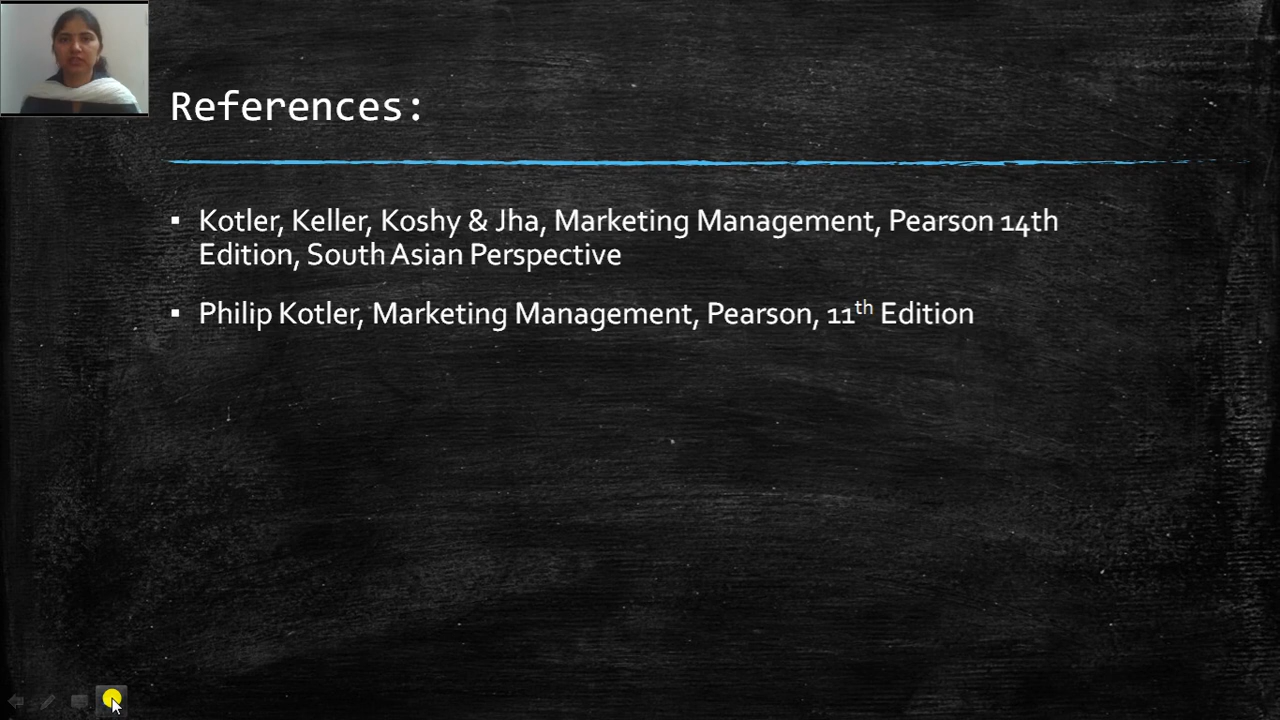 References:
▪ Kotler, Keller, Koshy & Jha, Marketing Management, Pearson 14th
Edition, South Asian Perspective
▪ Philip Kotler, Marketing Management, Pearson, 11th Edition